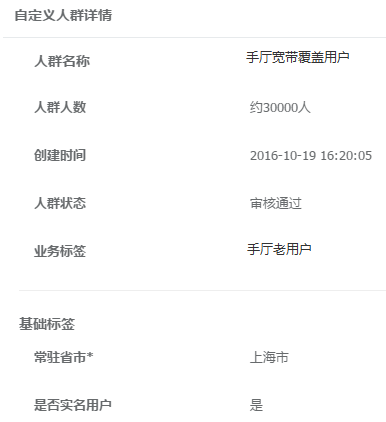 自定义人群详情
人群名称 手厅宽带覆盖用户
人群人数 约30000人
创建时间 2016-10-19 16:20:05
人群状态 审核通过
业务标签 手厅老用户
基础标签
常驻省市* 上海市
是否实名用户 是